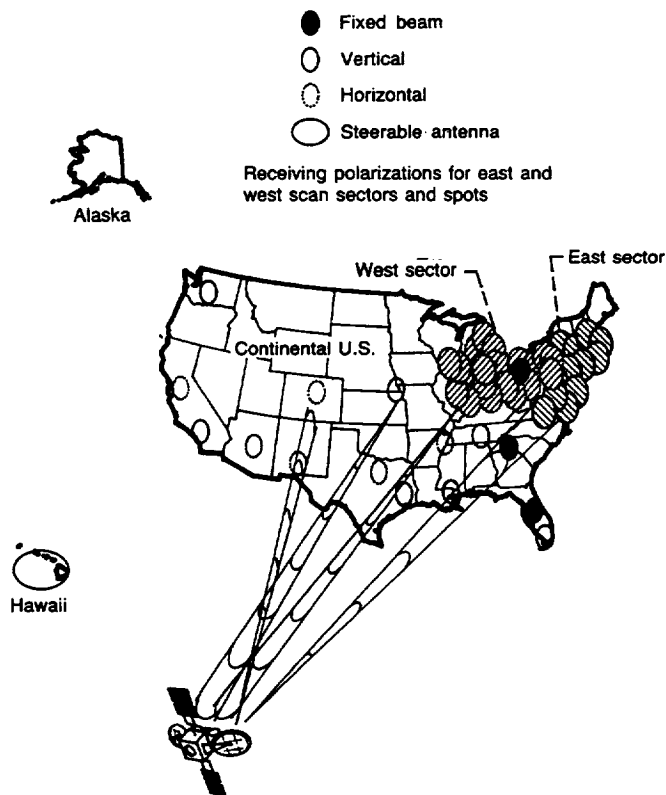 Fixed beam
Vertical
Horizontal
Steerable antenna
Receiving polarizations for east and
west scan sectors and spots
Alaska
West sector
East sector
Continental U.S.
Hawaii